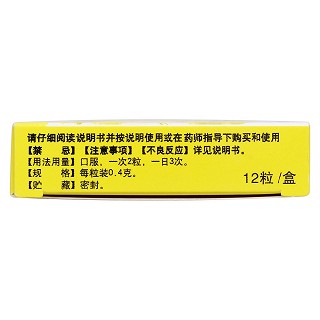 请仔细阅读说明书并按说明使用或在药师指导下购买和使用
【禁　　忌】【注意事项】【不良反应】详见说明书。
【用法用量】口服，一次2粒，一日3次。
【规　　格】每粒装0.4克。
【贮　　藏】密封。
12粒/盒